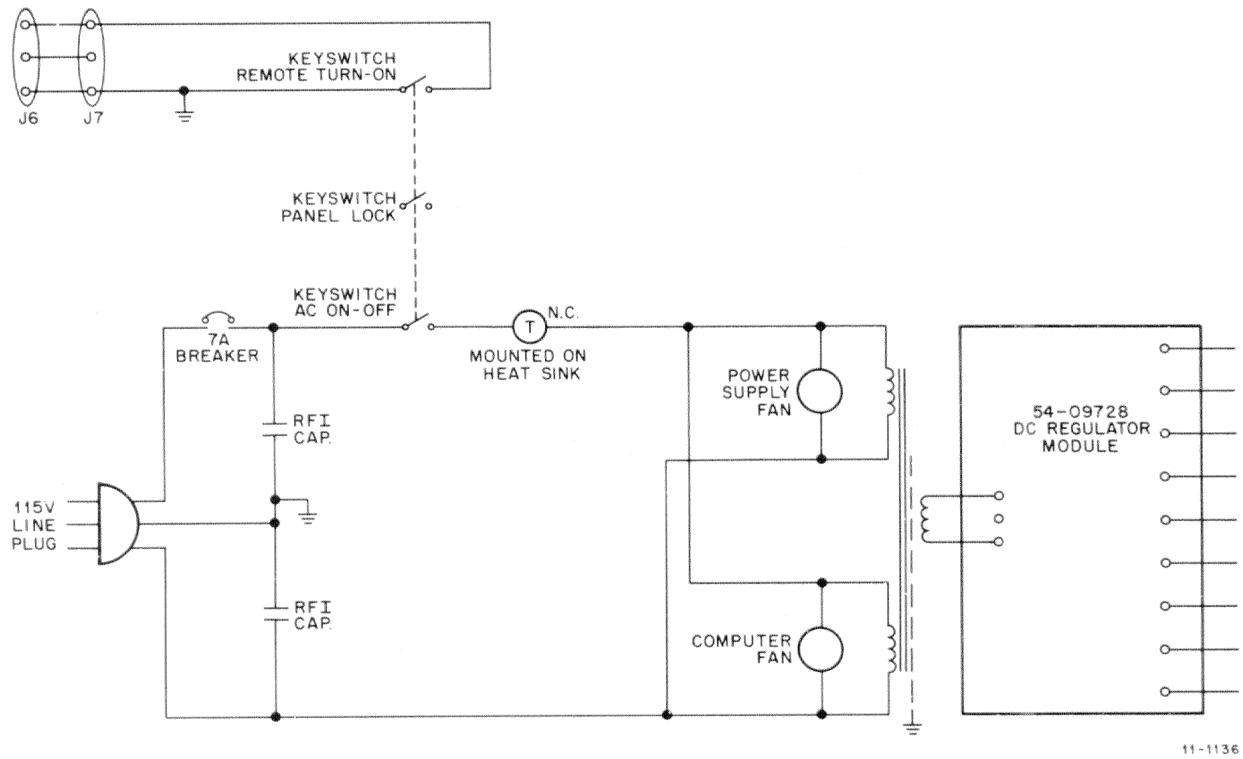 KEYSWITCH
REMOTE TURN-ON
J6
J7
KEYSWITCH
PANEL LOCK
KEYSWITCH
AC ON-OFF
N.C.
T
7A
BREAKER
MOUNTED ON
HEAT SINK
POWER
SUPPLY
FAN
54-09728
DC REGULATOR
MODULE
RFI
CAP.
115V
LINE
PLUG
RFI
CAP.
COMPUTER
FAN
11-1136